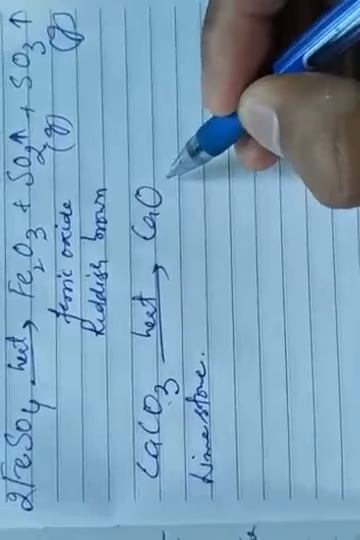 2FeSO4 heat → Fe2O3 + SO2↑ + SO3↑
(g) (g)
ferric oxide
Reddish brown
CaCO3 heat → CaO
Limestone.